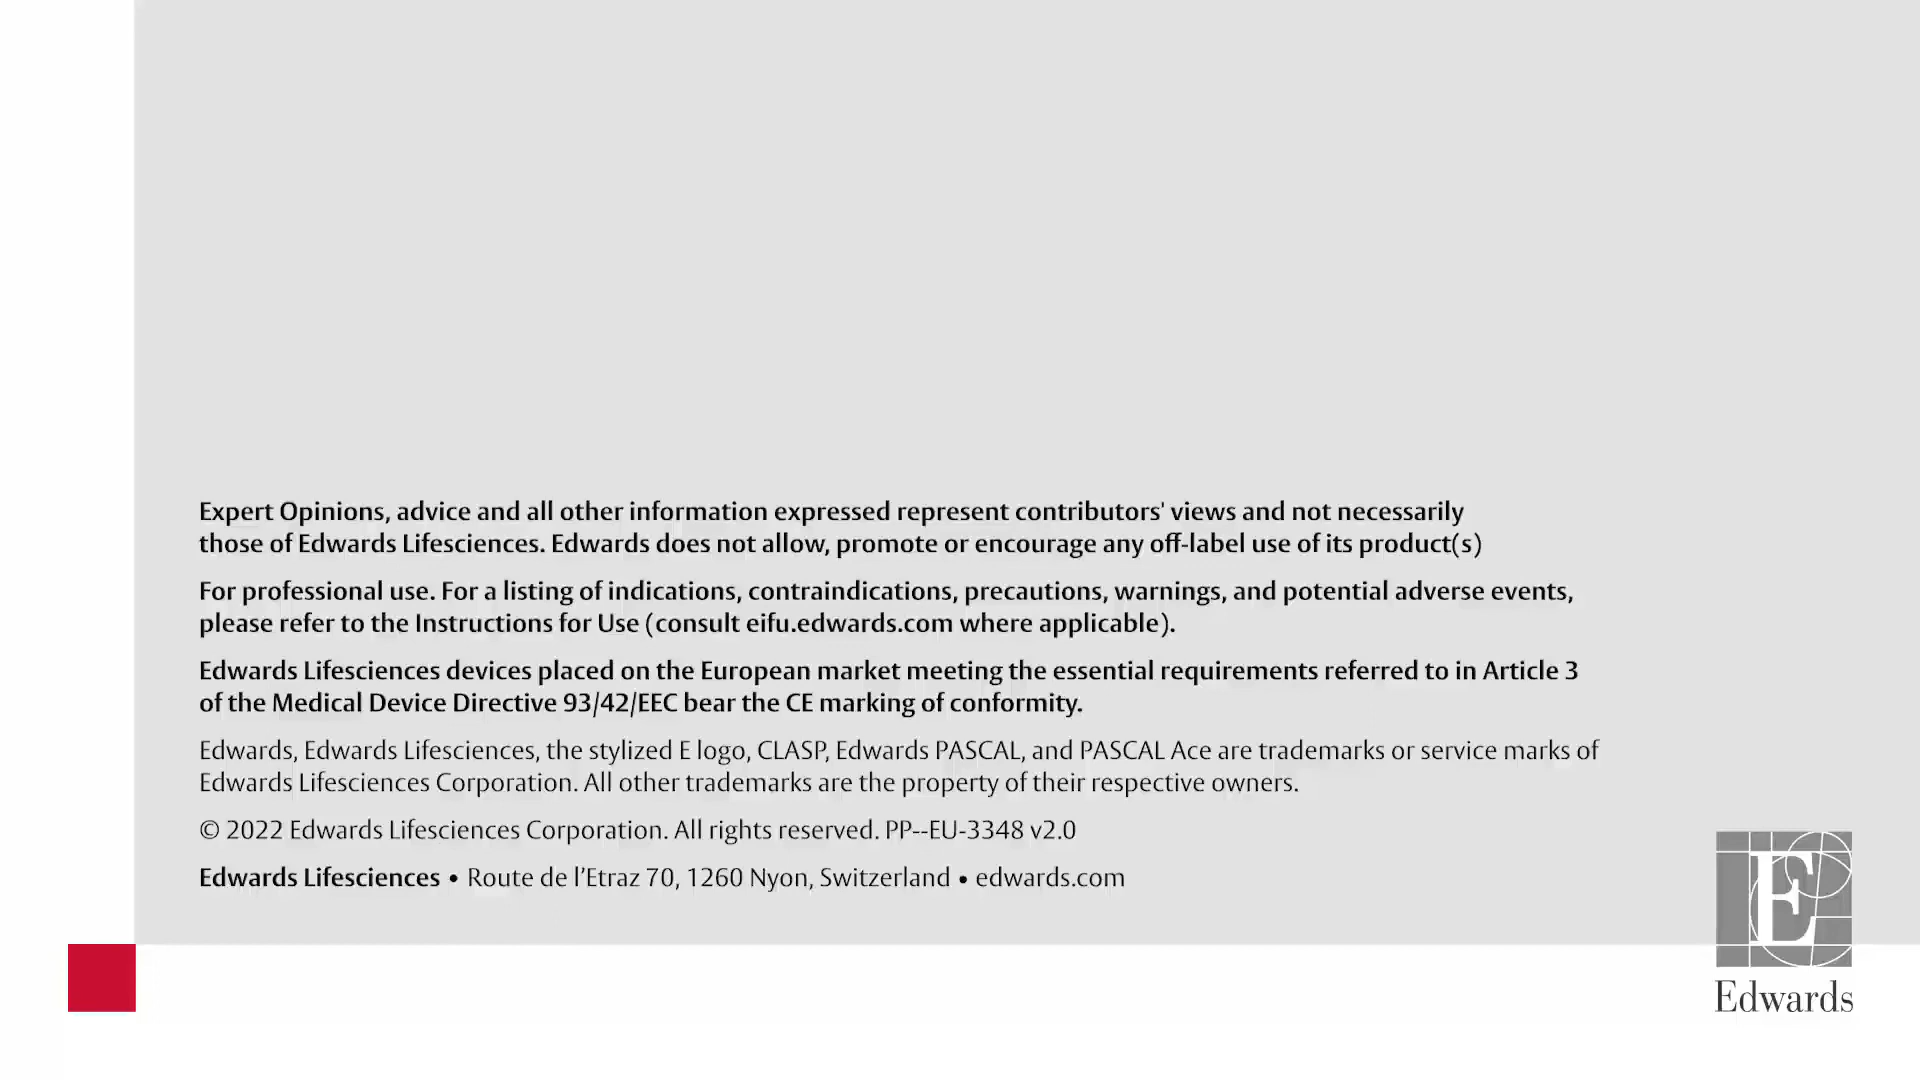 Expert Opinions, advice and all other information expressed represent contributors' views and not necessarily
those of Edwards Lifesciences. Edwards does not allow, promote or encourage any off-label use of its product(s)
For professional use. For a listing of indications, contraindications, precautions, warnings, and potential adverse events,
please refer to the Instructions for Use (consult eifu.edwards.com where applicable).
Edwards Lifesciences devices placed on the European market meeting the essential requirements referred to in Article 3
of the Medical Device Directive 93/42/EEC bear the CE marking of conformity.
Edwards, Edwards Lifesciences, the stylized E logo, CLASP, Edwards PASCAL, and PASCAL Ace are trademarks or service marks of
Edwards Lifesciences Corporation. All other trademarks are the property of their respective owners.
© 2022 Edwards Lifesciences Corporation. All rights reserved. PP--EU-3348 v2.0
Edwards Lifesciences • Route de l’Etraz 70, 1260 Nyon, Switzerland • edwards.com
E
Edwards